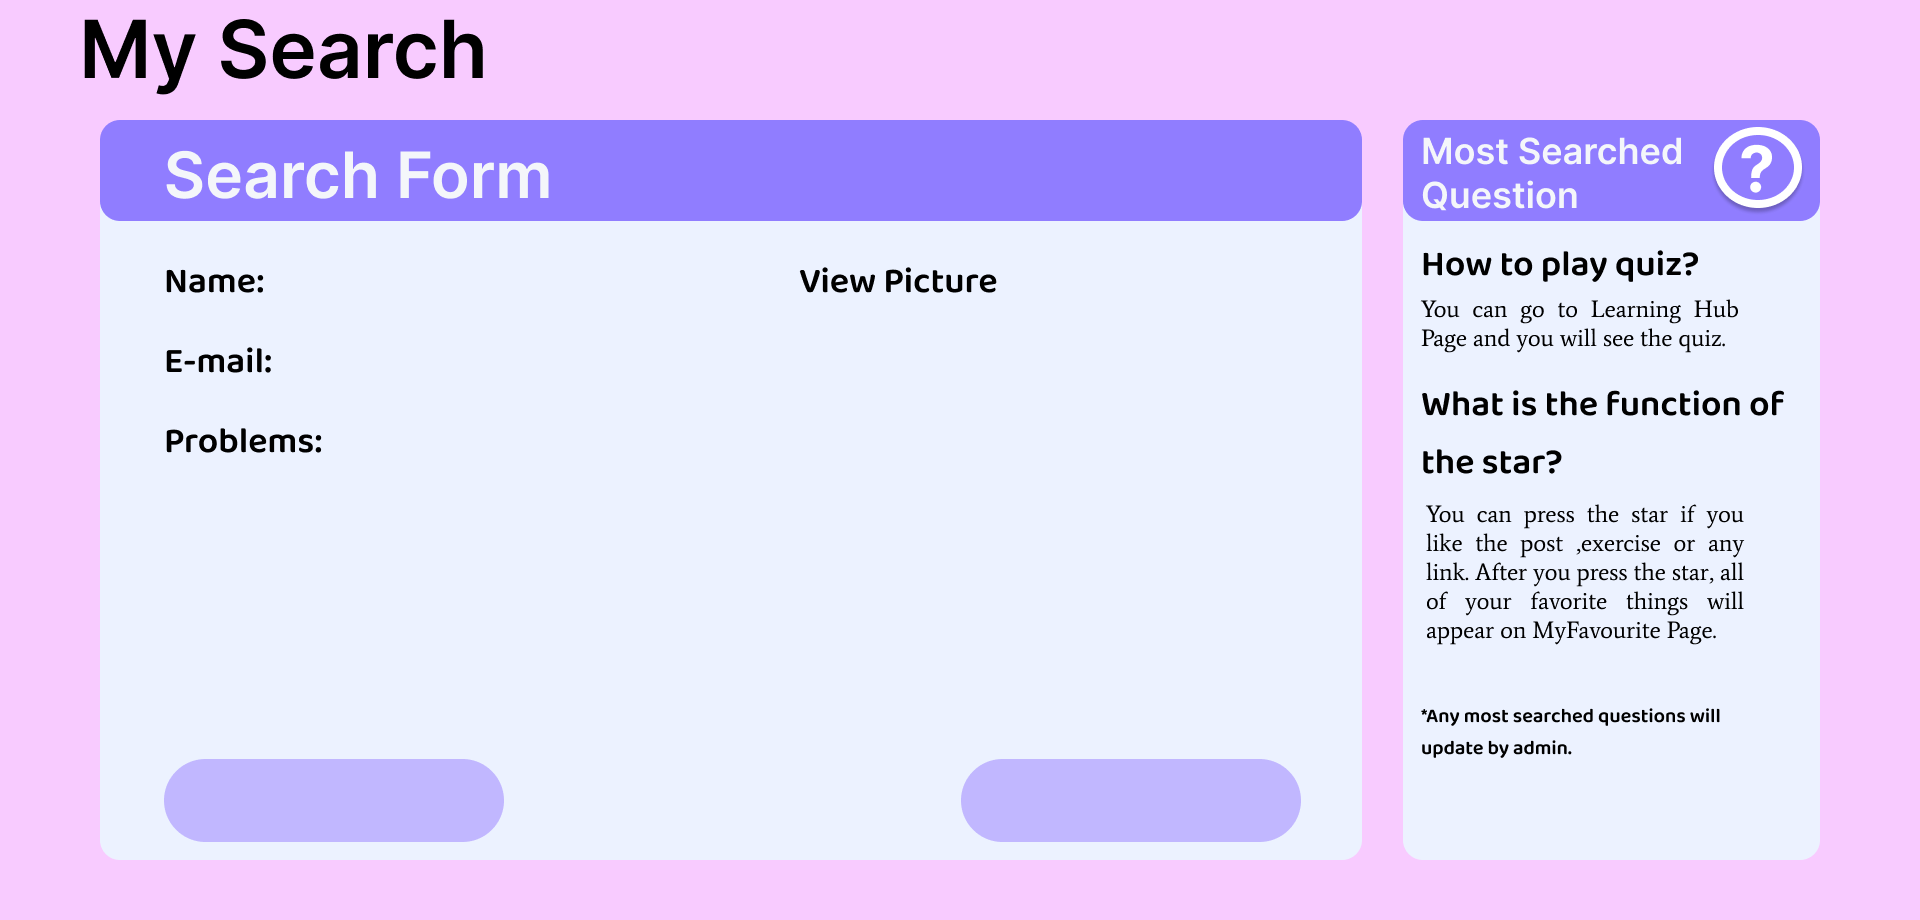 My Search
Search Form
Name:
View Picture
E-mail:
Problems:
Most Searched
Question
?
How to play quiz?
You can go to Learning Hub
Page and you will see the quiz.
What is the function of
the star?
You can press the star if you
like the post ,exercise or any
link. After you press the star, all
of your favorite things will
appear on MyFavourite Page.
*Any most searched questions will
update by admin.